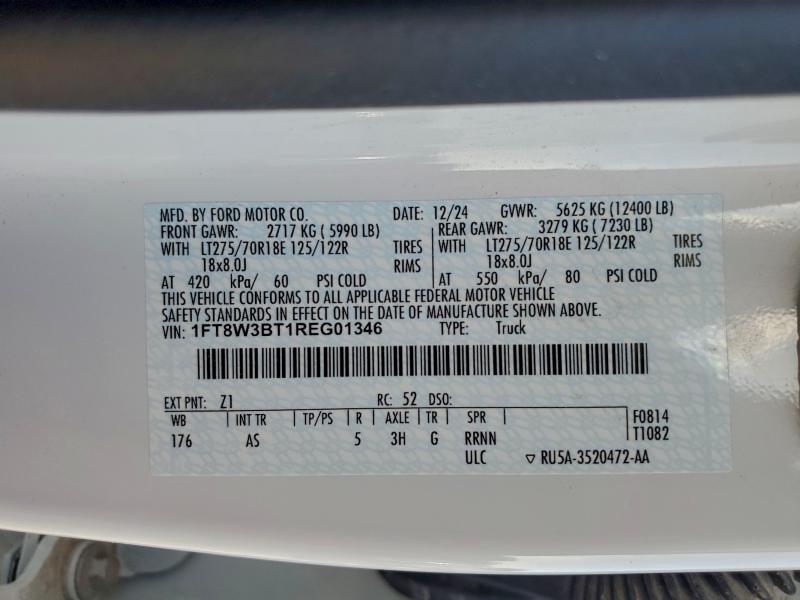 MFD. BY FORD MOTOR CO. DATE: 12/24 GVWR: 5625 KG (12400 LB)
FRONT GAWR: 2717 KG ( 5990 LB) REAR GAWR: 3279 KG ( 7230 LB)
WITH LT275/70R18E 125/122R TIRES WITH LT275/70R18E 125/122R TIRES
18x8.0J RIMS 18x8.0J RIMS
AT 420 kPa/ 60 PSI COLD AT 550 kPa/ 80 PSI COLD
THIS VEHICLE CONFORMS TO ALL APPLICABLE FEDERAL MOTOR VEHICLE
SAFETY STANDARDS IN EFFECT ON THE DATE OF MANUFACTURE SHOWN ABOVE.
VIN: 1FT8W3BT1REG01346 TYPE: Truck
EXT PNT: Z1 RC: 52 DSO:
WB INT TR TP/PS R AXLE TR SPR F0814
176 AS 5 3H G RRNN T1082
ULC ▽ RU5A-3520472-AA